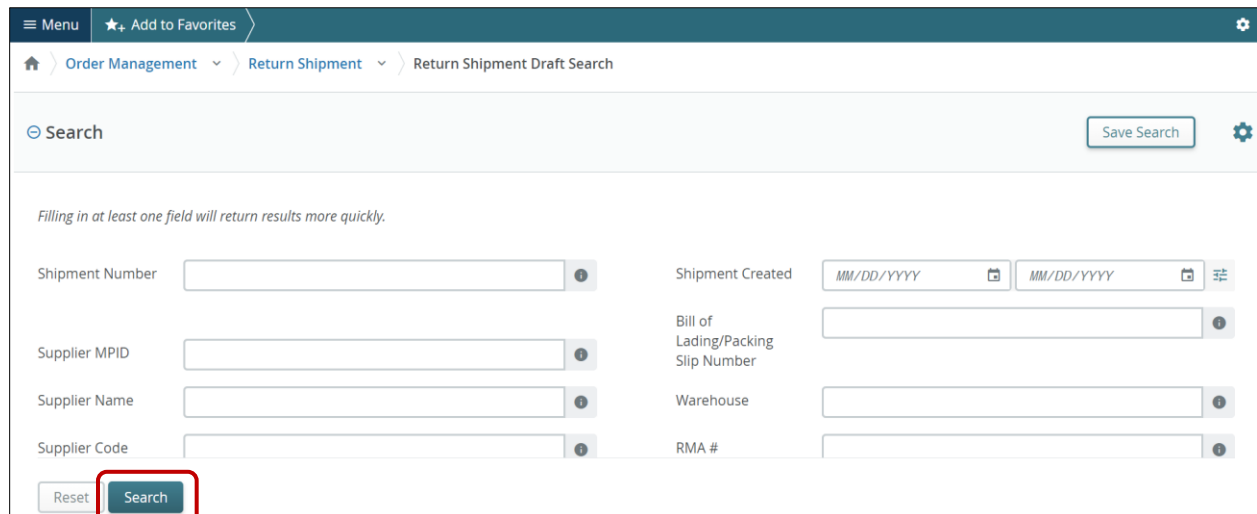 Menu Add to Favorites
Order Management Return Shipment Return Shipment Draft Search
Search Save Search
Filling in at least one field will return results more quickly.
Shipment Number Shipment Created MM/DD/YYYY MM/DD/YYYY
Bill of
Lading/Packing
Slip Number
Supplier MPID
Supplier Name Warehouse
Supplier Code RMA #
Reset Search